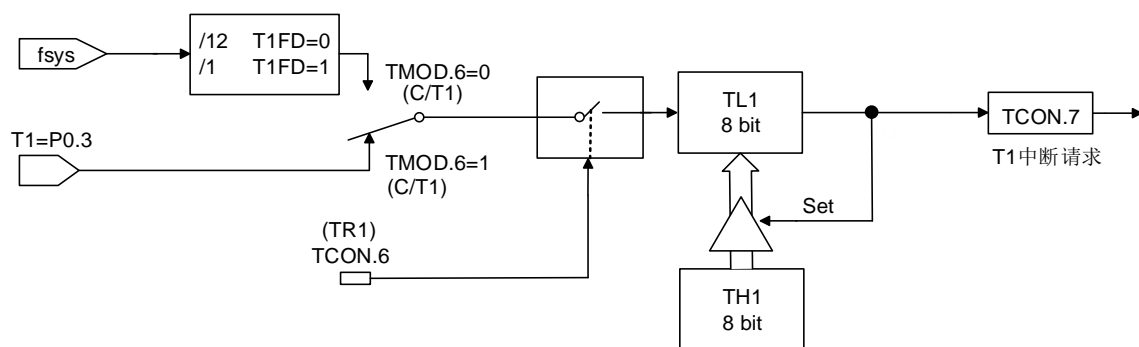 fsys
/12 T1FD=0
/1 T1FD=1
TMOD.6=0
(C/T1)
T1=P0.3
TMOD.6=1
(C/T1)
(TR1)
TCON.6
TL1
8 bit
TCON.7
T1中断请求
Set
TH1
8 bit